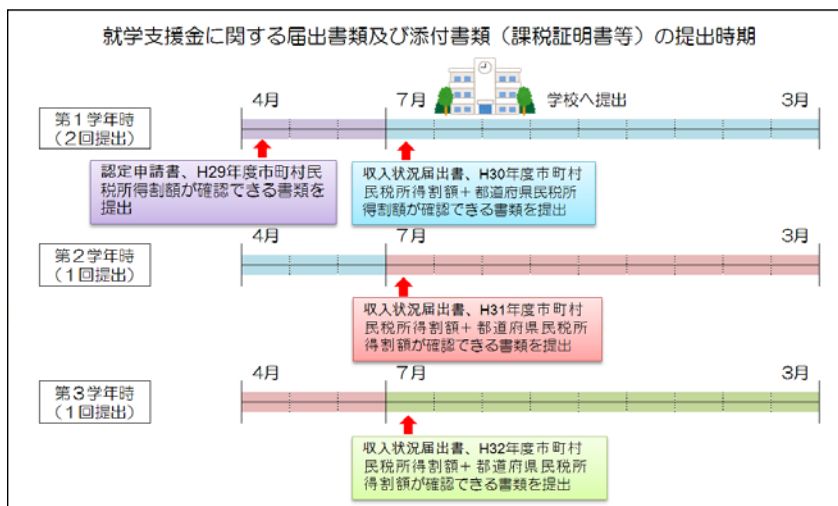 就学支援金に関する届出書類及び添付書類（課税証明書等）の提出時期
学校へ提出
4月
7月
3月
第1学年時
（2回提出）
認定申請書、H29年度市町村民
税所得割額が確認できる書類を
提出
収入状況届出書、H30年度市町村
民税所得割額＋都道府県民税所
得割額が確認できる書類を提出
4月
7月
3月
第2学年時
（1回提出）
収入状況届出書、H31年度市町村
民税所得割額＋都道府県民税所
得割額が確認できる書類を提出
4月
7月
3月
第3学年時
（1回提出）
収入状況届出書、H32年度市町村
民税所得割額＋都道府県民税所
得割額が確認できる書類を提出